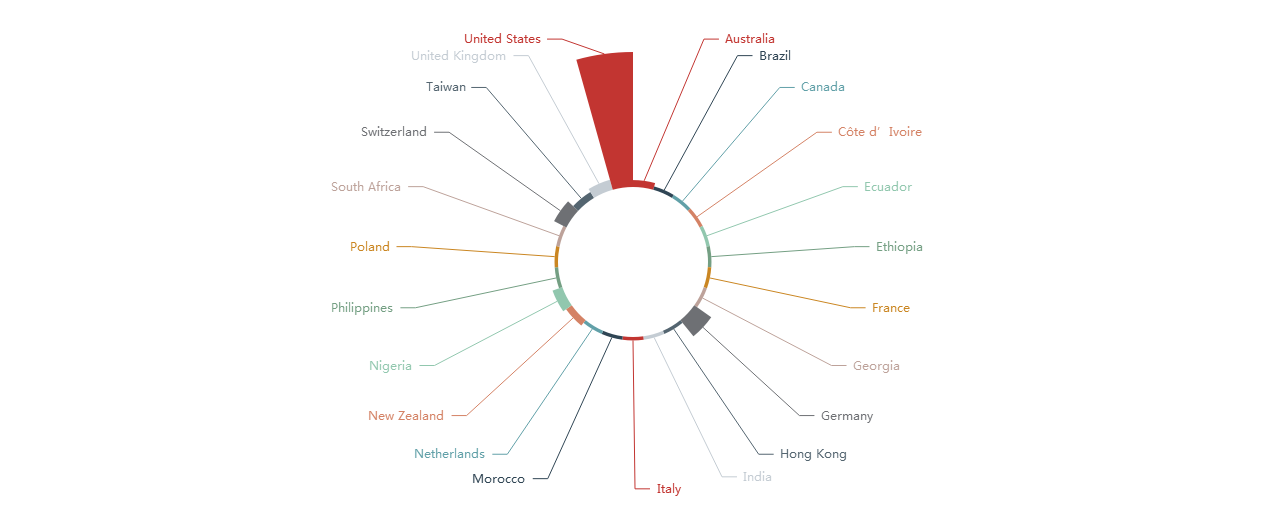 United States
Australia
United Kingdom
Brazil
Taiwan
Canada
Switzerland
Côte d’Ivoire
South Africa
Ecuador
Poland
Ethiopia
Philippines
France
Nigeria
Georgia
New Zealand
Germany
Netherlands
Hong Kong
Morocco
India
Italy